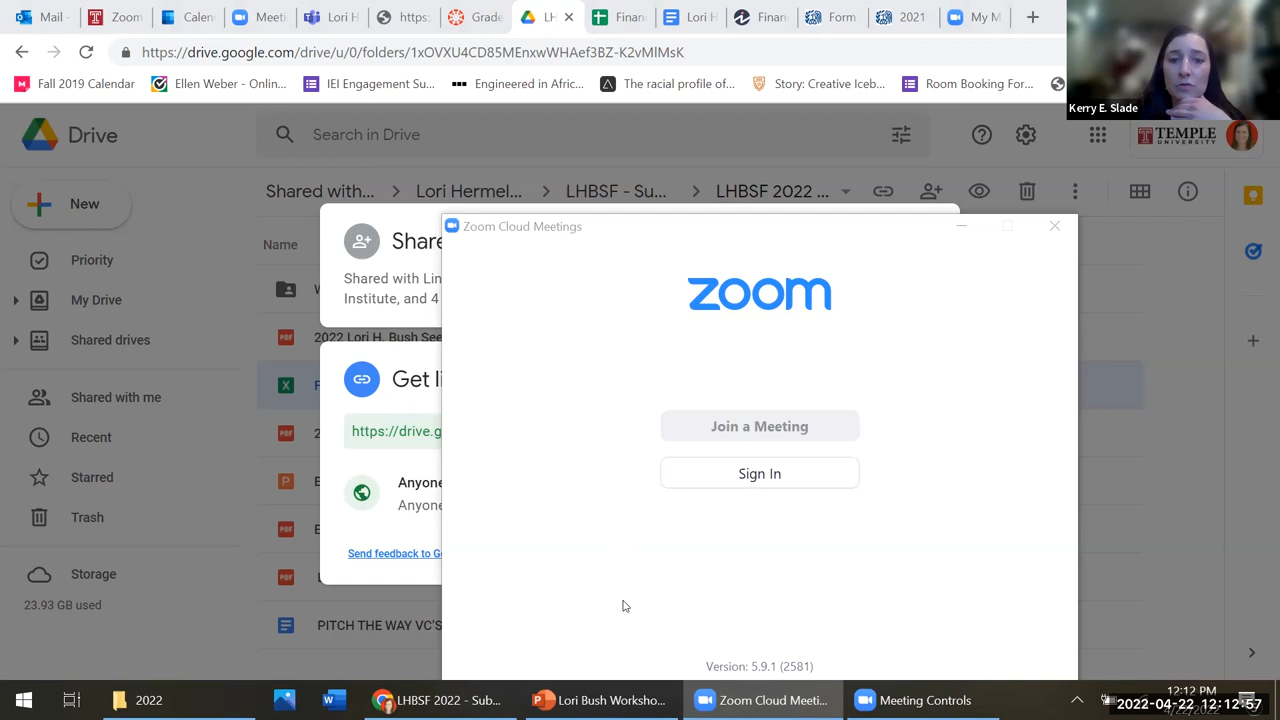 Mail -
Zoom
Calen
Meeti
Lori H
https:
Grade
LH
Finan
Lori H
Finan
Form
2021
My M
https://drive.google.com/drive/u/0/folders/1xOVXU4CD85MEnxwWHAef3BZ-K2vMlMsK
Fall 2019 Calendar
Ellen Weber - Onlin...
IEI Engagement Su...
Engineered in Afric...
The racial profile of...
Story: Creative Iceb...
Room Booking For...
Kerry E. Slade
Drive
Search in Drive
TEMPLE
UNIVERSITY
New
Shared with...
Lori Hermel...
LHBSF - Su...
LHBSF 2022 ...
Priority
My Drive
Shared drives
Shared with me
Recent
Starred
Trash
Storage
23.93 GB used
Name
Share
Shared with Lin
Institute, and 4
2022 Lori H. Bush See
Get li
https://drive.g
Anyone
Anyone
Send feedback to Go
PITCH THE WAY VC'S
Zoom Cloud Meetings
zoom
Join a Meeting
Sign In
Version: 5.9.1 (2581)
2022
LHBSF 2022 - Sub...
Lori Bush Worksho...
Zoom Cloud Meeti...
Meeting Controls
12:12 PM
2022-04-22 12:12:57